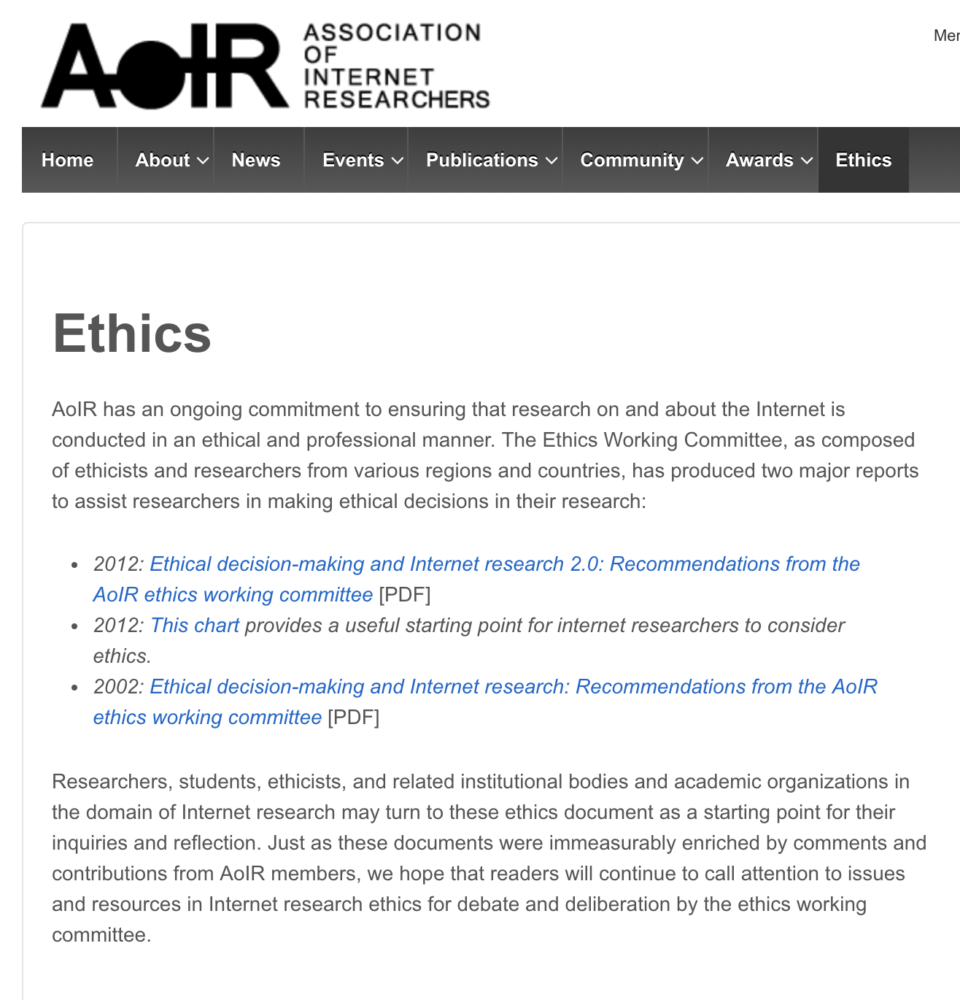 AoIR
ASSOCIATION
OF
INTERNET
RESEARCHERS
Home About News Events Publications Community Awards Ethics
Ethics
AoIR has an ongoing commitment to ensuring that research on and about the Internet is
conducted in an ethical and professional manner. The Ethics Working Committee, as composed
of ethicists and researchers from various regions and countries, has produced two major reports
to assist researchers in making ethical decisions in their research:
• 2012: Ethical decision-making and Internet research 2.0: Recommendations from the
AoIR ethics working committee [PDF]
• 2012: This chart provides a useful starting point for internet researchers to consider
ethics.
• 2002: Ethical decision-making and Internet research: Recommendations from the AoIR
ethics working committee [PDF]
Researchers, students, ethicists, and related institutional bodies and academic organizations in
the domain of Internet research may turn to these ethics document as a starting point for their
inquiries and reflection. Just as these documents were immeasurably enriched by comments and
contributions from AoIR members, we hope that readers will continue to call attention to issues
and resources in Internet research ethics for debate and deliberation by the ethics working
committee.